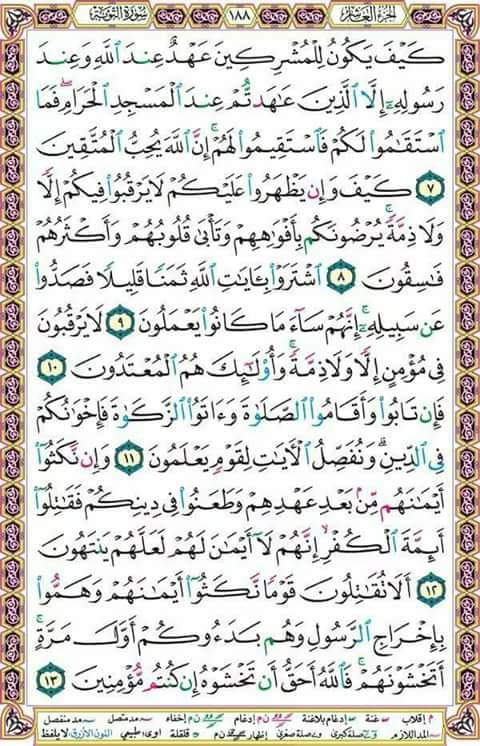 الجزء العاشر ١٨٨ سورة التوبة
كَيْفَ يَكُونُ لِلْمُشْرِكِينَ عَهْدٌ عِندَ ٱللَّهِ وَعِندَ
رَسُولِهِۦٓ إِلَّا ٱلَّذِينَ عَٰهَدتُّمْ عِندَ ٱلْمَسْجِدِ ٱلْحَرَامِۖ فَمَا
ٱسْتَقَٰمُوا۟ لَكُمْ فَٱسْتَقِيمُوا۟ لَهُمْۚ إِنَّ ٱللَّهَ يُحِبُّ ٱلْمُتَّقِينَ
٧ كَيْفَ وَإِن يَظْهَرُوا۟ عَلَيْكُمْ لَا يَرْقُبُوا۟ فِيكُمْ إِلًّا
وَلَا ذِمَّةًۚ يُرْضُونَكُم بِأَفْوَٰهِهِمْ وَتَأْبَىٰ قُلُوبُهُمْ وَأَكْثَرُهُمْ
فَٰسِقُونَ ٨ ٱشْتَرَوْا۟ بِـَٔايَٰتِ ٱللَّهِ ثَمَنًا قَلِيلًا فَصَدُّوا۟
عَن سَبِيلِهِۦٓۚ إِنَّهُمْ سَآءَ مَا كَانُوا۟ يَعْمَلُونَ ٩ لَا يَرْقُبُونَ
فِى مُؤْمِنٍ إِلًّا وَلَا ذِمَّةًۚ وَأُو۟لَٰٓئِكَ هُمُ ٱلْمُعْتَدُونَ ١٠
فَإِن تَابُوا۟ وَأَقَامُوا۟ ٱلصَّلَوٰةَ وَءَاتَوُا۟ ٱلزَّكَوٰةَ فَإِخْوَٰنُكُمْ
فِى ٱلدِّينِۗ وَنُفَصِّلُ ٱلْـَٔايَٰتِ لِقَوْمٍ يَعْلَمُونَ ١١ وَإِن نَّكَثُوٓا۟
أَيْمَٰنَهُم مِّنۢ بَعْدِ عَهْدِهِمْ وَطَعَنُوا۟ فِى دِينِكُمْ فَقَٰتِلُوٓا۟
أَئِمَّةَ ٱلْكُفْرِۙ إِنَّهُمْ لَآ أَيْمَٰنَ لَهُمْ لَعَلَّهُمْ يَنتَهُونَ
١٢ أَلَا تُقَٰتِلُونَ قَوْمًا نَّكَثُوٓا۟ أَيْمَٰنَهُمْ وَهَمُّوا۟
بِإِخْرَاجِ ٱلرَّسُولِ وَهُم بَدَءُوكُمْ أَوَّلَ مَرَّةٍۚ
أَتَخْشَوْنَهُمْۚ فَٱللَّهُ أَحَقُّ أَن تَخْشَوْهُ إِن كُنتُم مُّؤْمِنِينَ ١٣
م إقلاب غنة إدغام بلاغنة ن م إدغام ن م إخفاء مد متصل مد منفصل
المد اللازم صلة كبرى صلة صغرى إظهار ن م قلقلة ا و ى: طبيعي اللون الأزرق: لا يلفظ